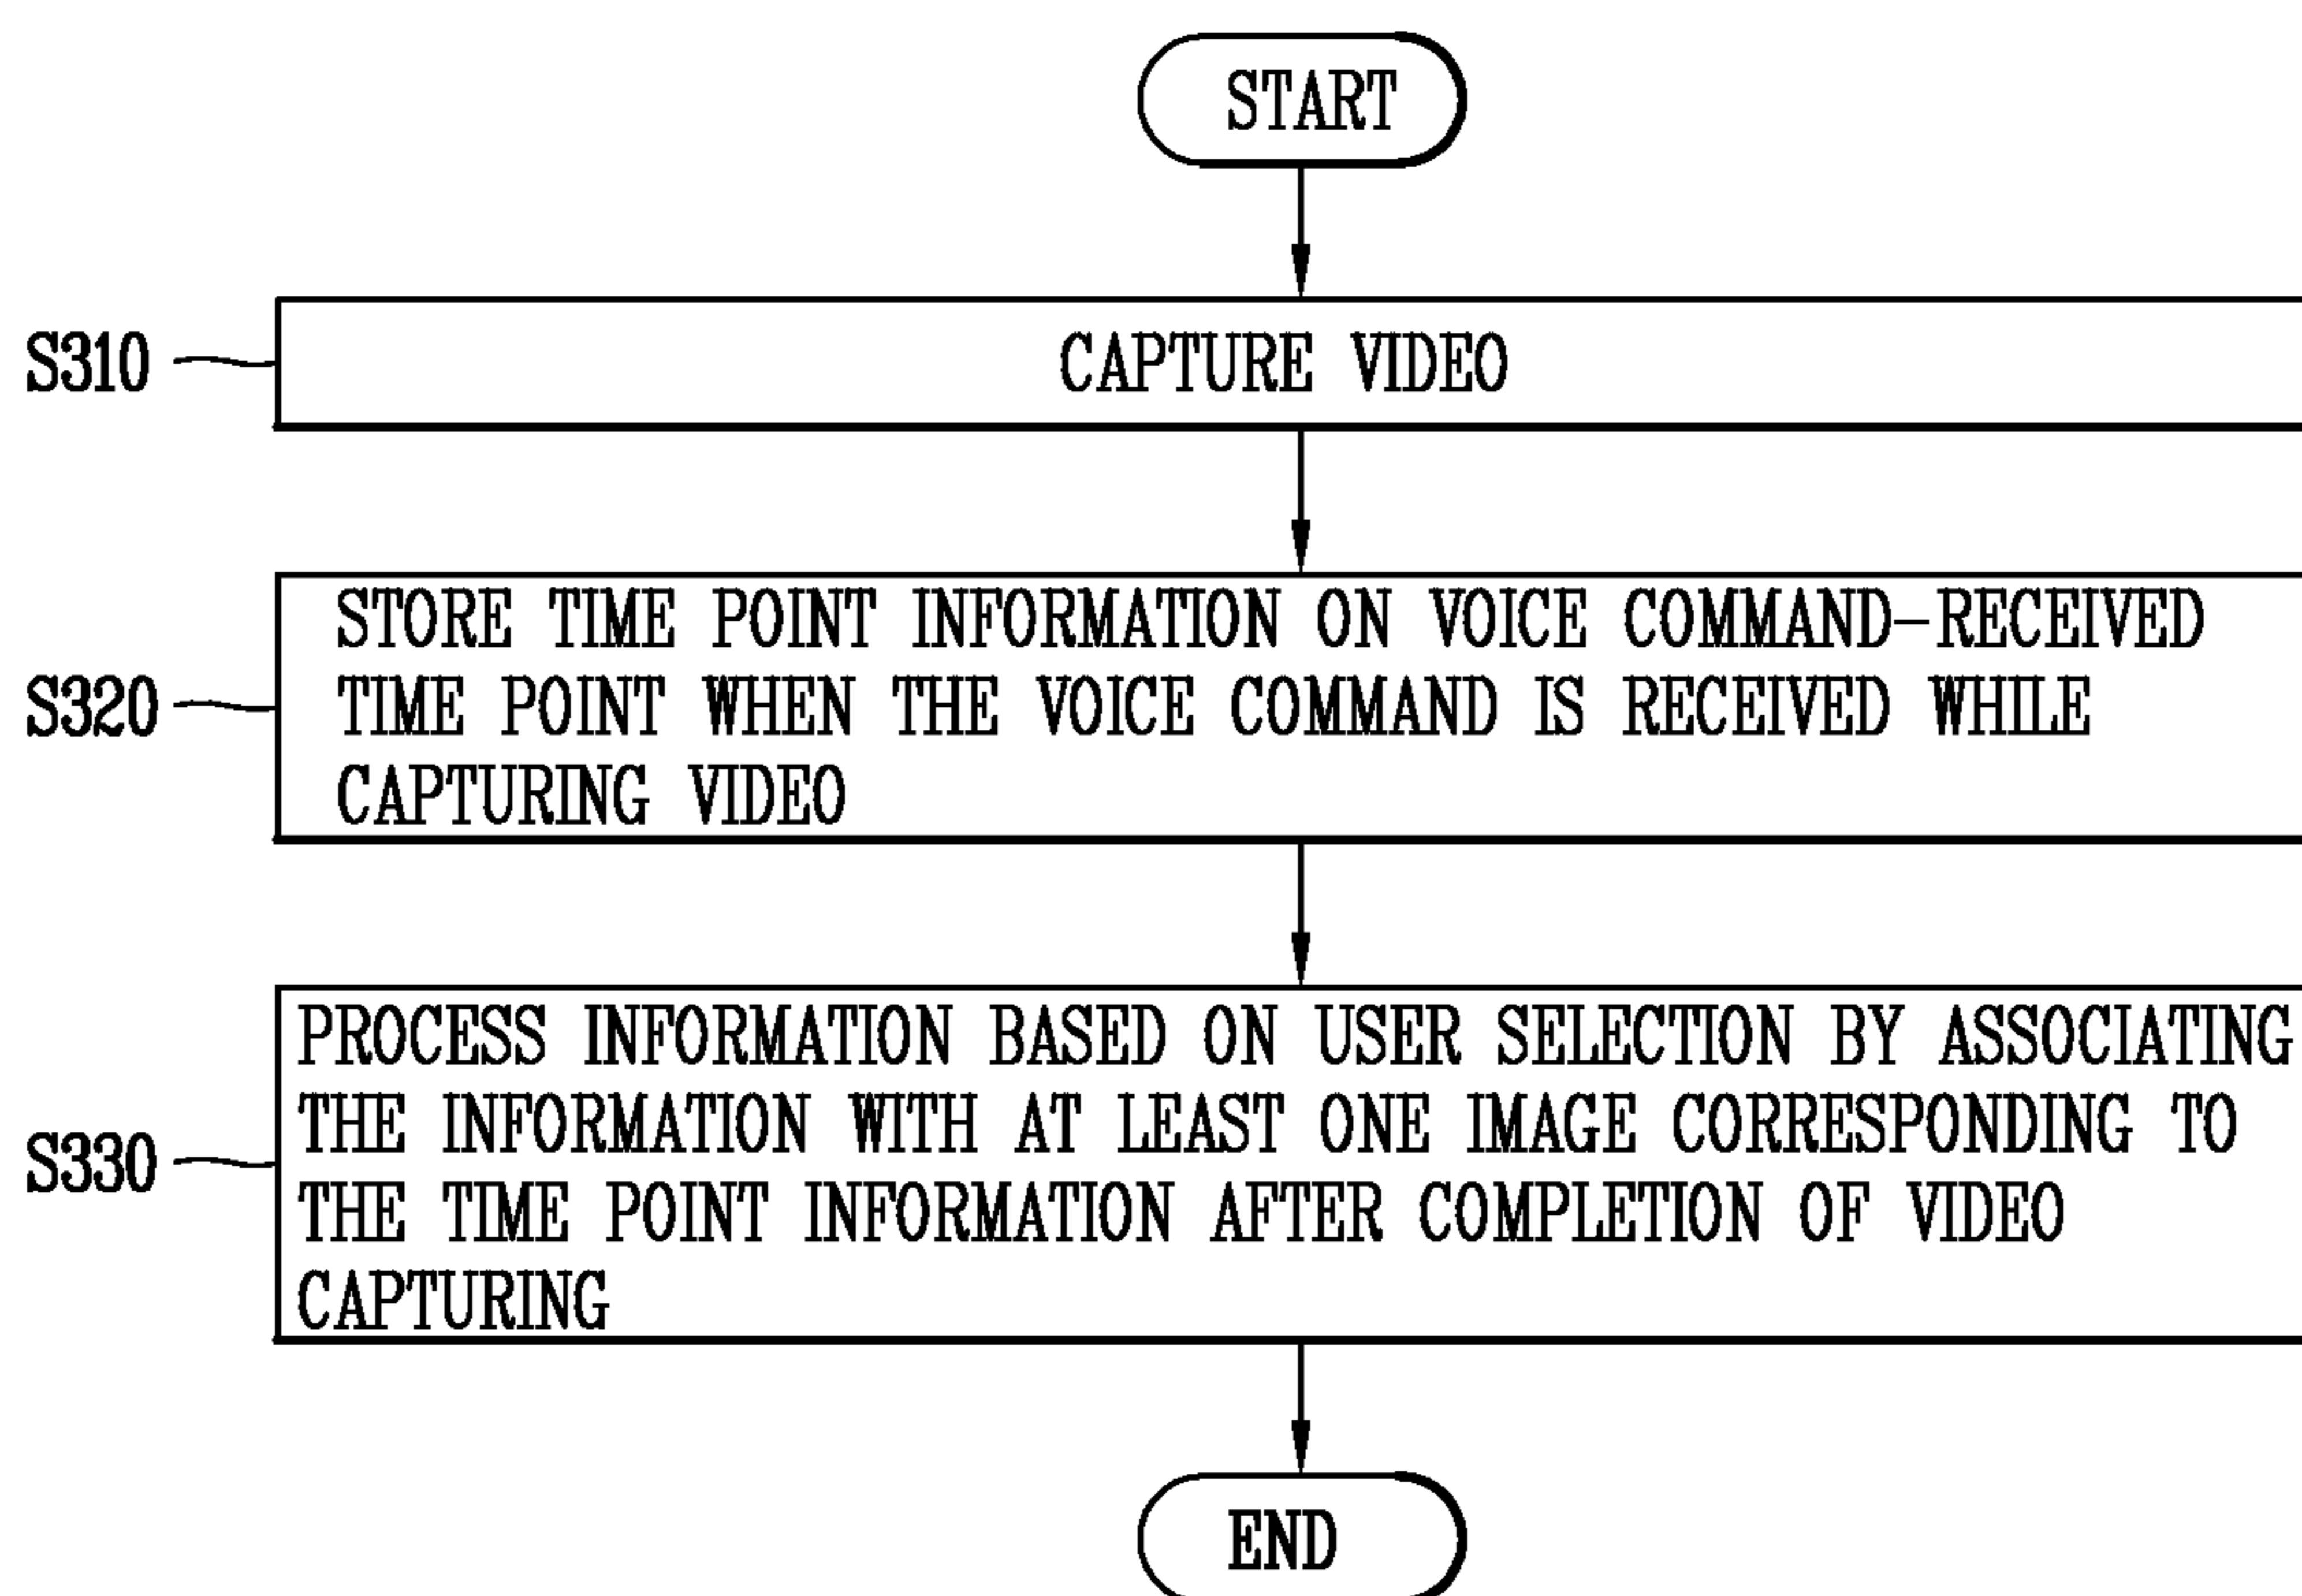 START
S310
CAPTURE VIDEO
S320
STORE TIME POINT INFORMATION ON VOICE COMMAND-RECEIVED
TIME POINT WHEN THE VOICE COMMAND IS RECEIVED WHILE
CAPTURING VIDEO
S330
PROCESS INFORMATION BASED ON USER SELECTION BY ASSOCIATING
THE INFORMATION WITH AT LEAST ONE IMAGE CORRESPONDING TO
THE TIME POINT INFORMATION AFTER COMPLETION OF VIDEO
CAPTURING
END